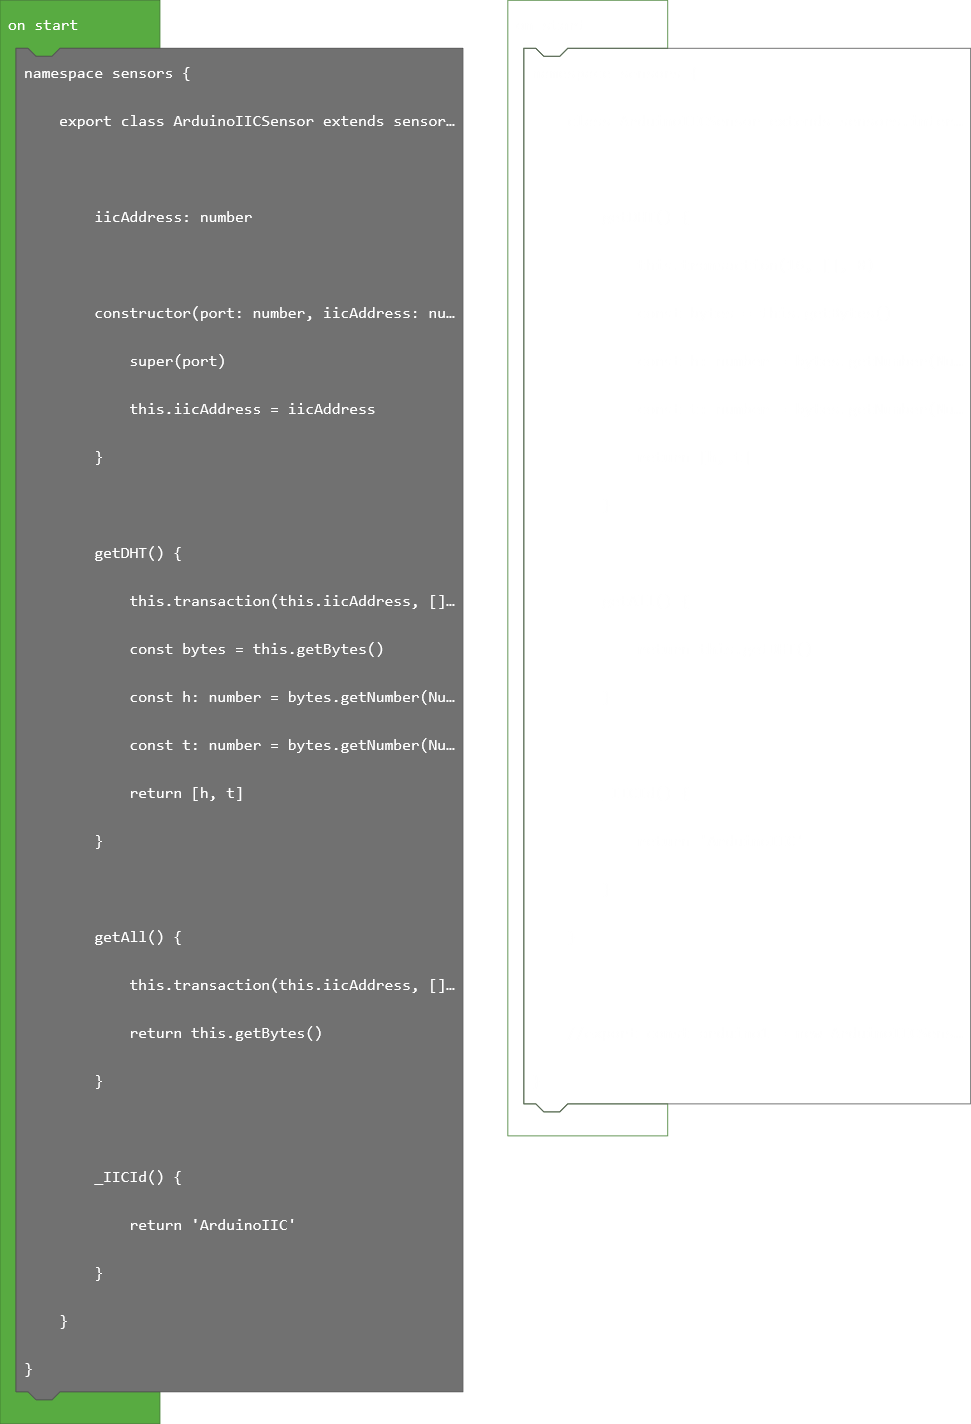 on start
namespace sensors {
export class ArduinoIICSensor extends sensor…
iicAddress: number
constructor(port: number, iicAddress: nu…
super(port)
this.iicAddress = iicAddress
}
getDHT() {
this.transaction(this.iicAddress, []…
const bytes = this.getBytes()
const h: number = bytes.getNumber(Nu…
const t: number = bytes.getNumber(Nu…
return [h, t]
}
getAll() {
this.transaction(this.iicAddress, []…
return this.getBytes()
}
_IICId() {
return 'ArduinoIIC'
}
}
}